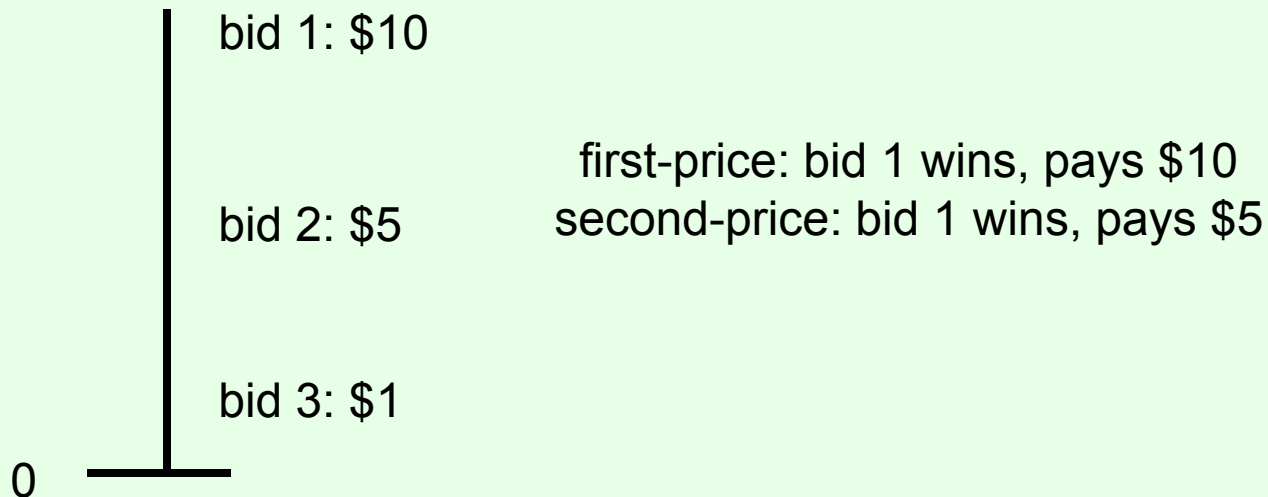 bid 1: $10
first-price: bid 1 wins, pays $10
bid 2: $5
second-price: bid 1 wins, pays $5
bid 3: $1
0